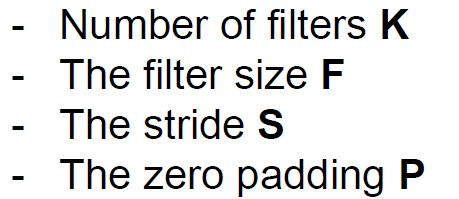 - Number of filters K
- The filter size F
- The stride S
- The zero padding P